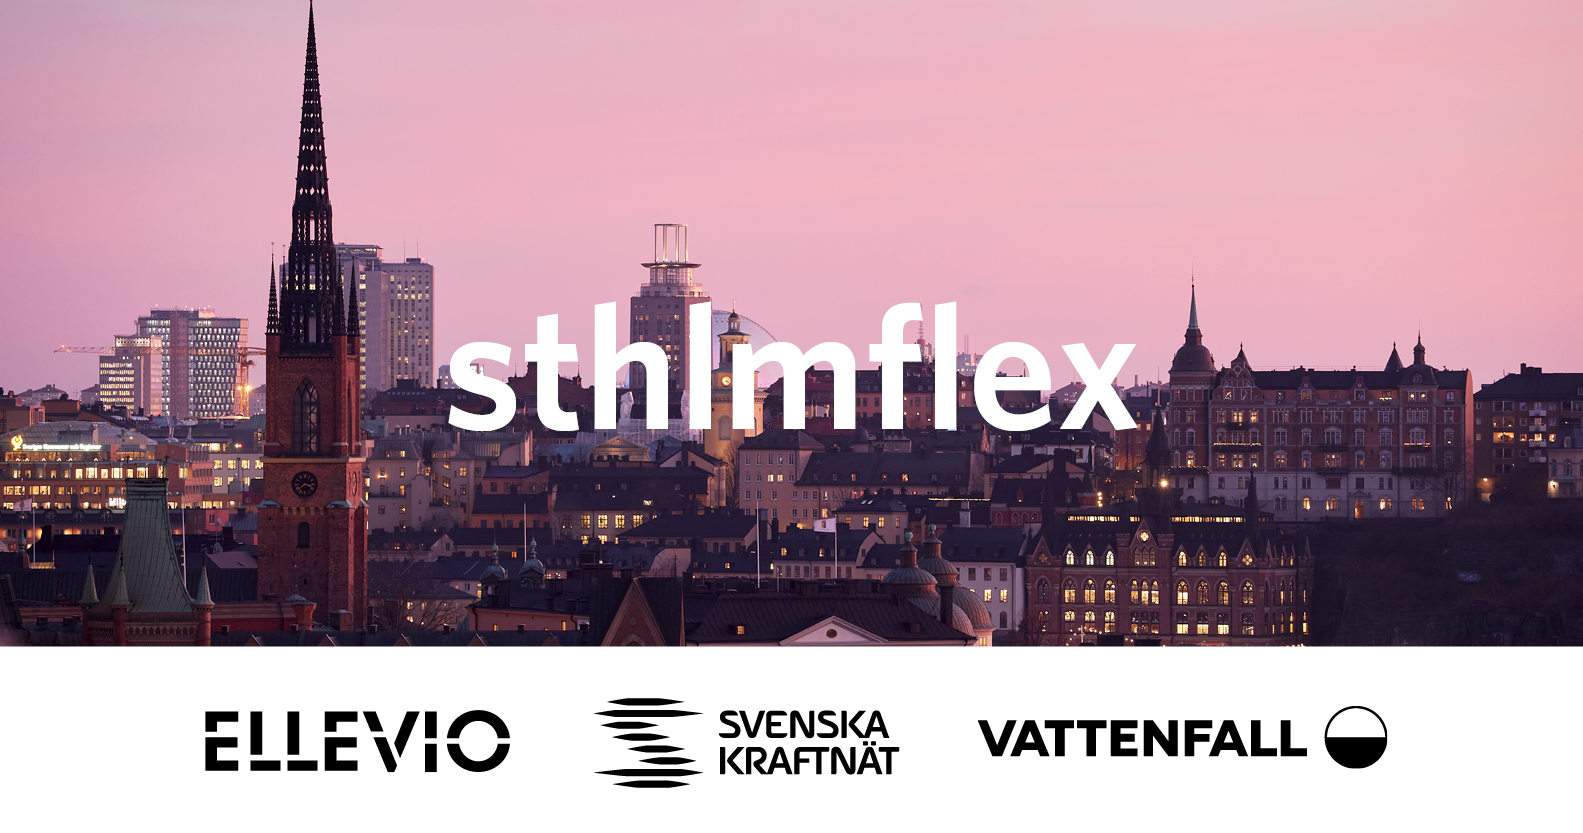 sthlmflex
ELLEVIO
SVENSKA
KRAFTNÄT
VATTENFALL